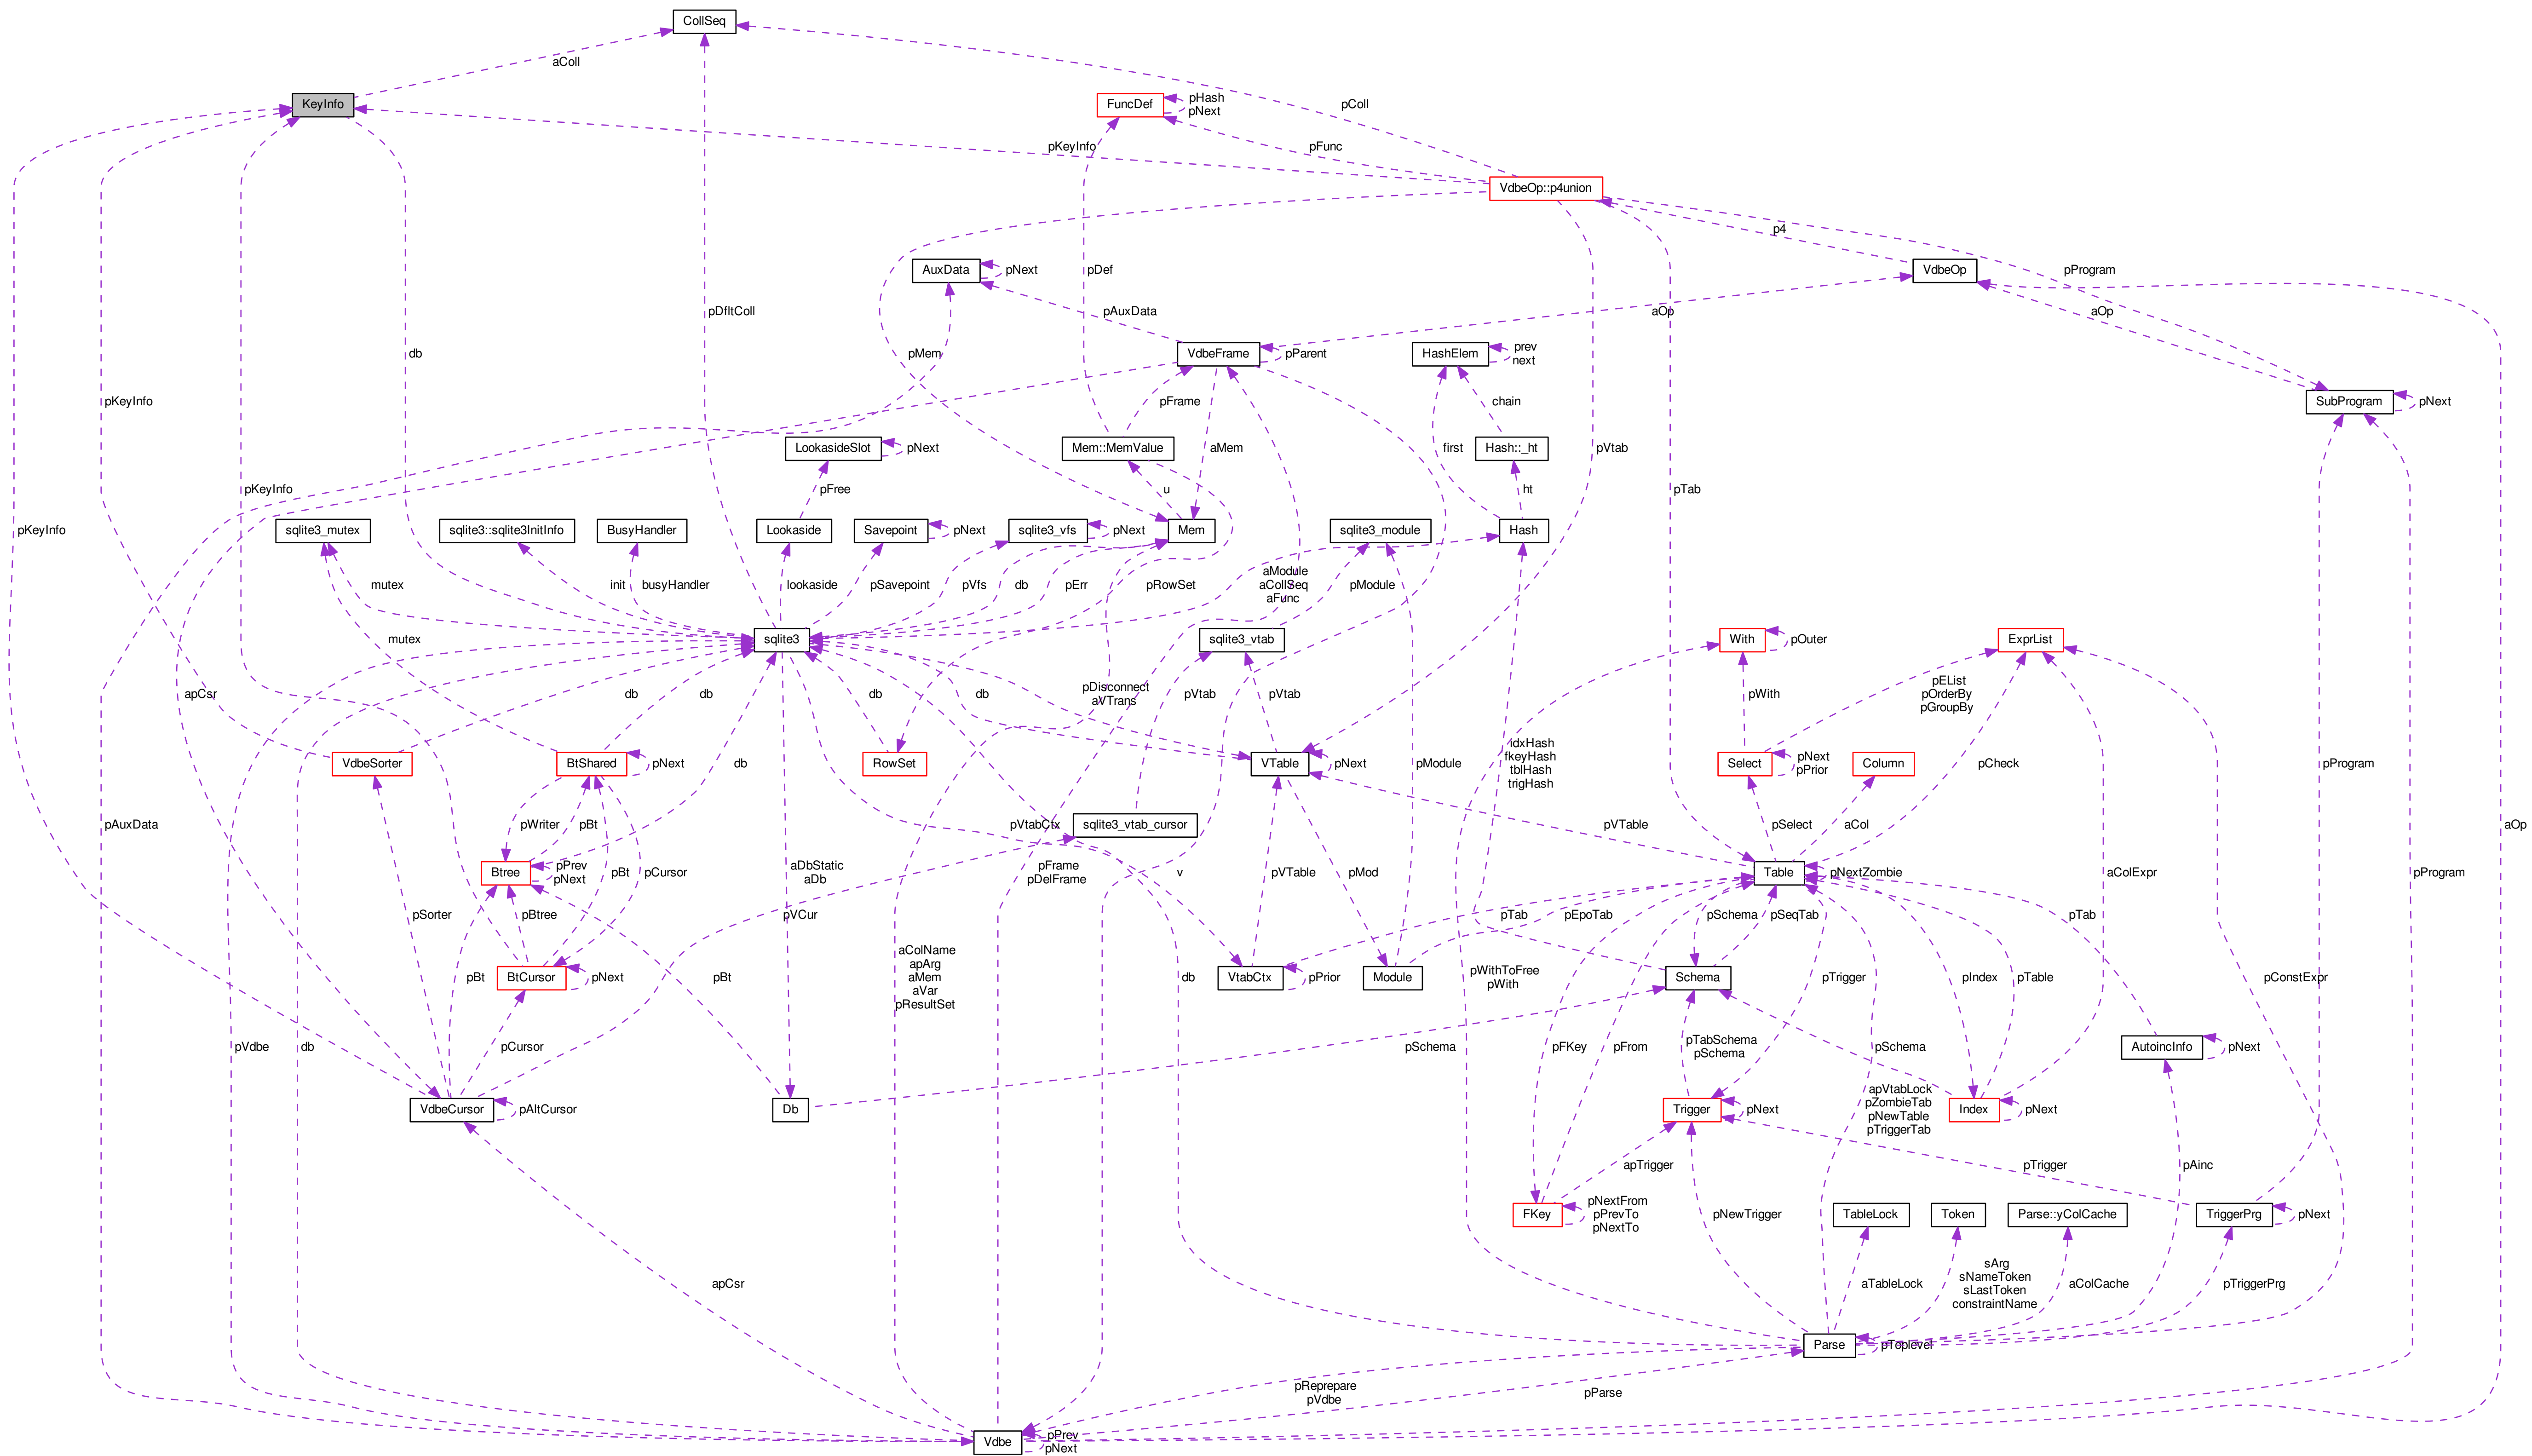 CollSeq
aColl
KeyInfo
FuncDef
pHash
pNext
pColl
pKeyInfo
pFunc
VdbeOp::p4union
p4
AuxData
pNext
pDef
pProgram
VdbeOp
pDfltColl
pAuxData
aOp
aOp
db
pMem
VdbeFrame
pParent
HashElem
prev
next
pKeyInfo
pFrame
chain
SubProgram
pNext
LookasideSlot
pNext
Mem::MemValue
aMem
first
Hash::_ht
pVtab
pKeyInfo
pFree
u
ht
pTab
pKeyInfo
sqlite3_mutex
sqlite3::sqlite3InitInfo
BusyHandler
Lookaside
Savepoint
pNext
sqlite3_vfs
pNext
Mem
sqlite3_module
Hash
mutex
init
busyHandler
lookaside
pSavepoint
pVfs
db
pErr
pRowSet
aModule
aCollSeq
aFunc
pModule
mutex
sqlite3
sqlite3_vtab
With
pOuter
ExprList
apCsr
db
db
db
db
pDisconnect
aVTrans
pVtab
pVtab
pWith
pEList
pOrderBy
pGroupBy
VdbeSorter
BtShared
pNext
db
RowSet
VTable
pNext
pModule
idxHash
fkeyHash
tblHash
trigHash
Select
pNext
pPrior
Column
pCheck
pProgram
pAuxData
pWriter
pBt
pVtabCtx
sqlite3_vtab_cursor
pVTable
pSelect
aCol
aOp
Btree
pPrev
pNext
pBt
pCursor
aDbStatic
aDb
pFrame
pDelFrame
v
pVTable
pMod
Table
pNextZombie
aColExpr
pProgram
pSorter
pBtree
pVCur
pTab
pEpoTab
pSchema
pSeqTab
pTab
pBt
BtCursor
pNext
pBt
aColName
apArg
aMem
aVar
pResultSet
db
VtabCtx
pPrior
Module
pWithToFree
pWith
Schema
pTrigger
pIndex
pTable
pConstExpr
pVdbe
db
pCursor
pSchema
pFKey
pFrom
pTabSchema
pSchema
pSchema
AutoincInfo
pNext
VdbeCursor
pAltCursor
Db
Trigger
pNext
apVtabLock
pZombieTab
pNewTable
pTriggerTab
Index
pNext
apTrigger
pTrigger
pAinc
FKey
pNextFrom
pPrevTo
pNextTo
pNewTrigger
TableLock
Token
Parse::yColCache
TriggerPrg
pNext
apCsr
aTableLock
sArg
sNameToken
sLastToken
constraintName
aColCache
pTriggerPrg
Parse
pToplevel
pReprepare
pVdbe
pParse
Vdbe
pPrev
pNext